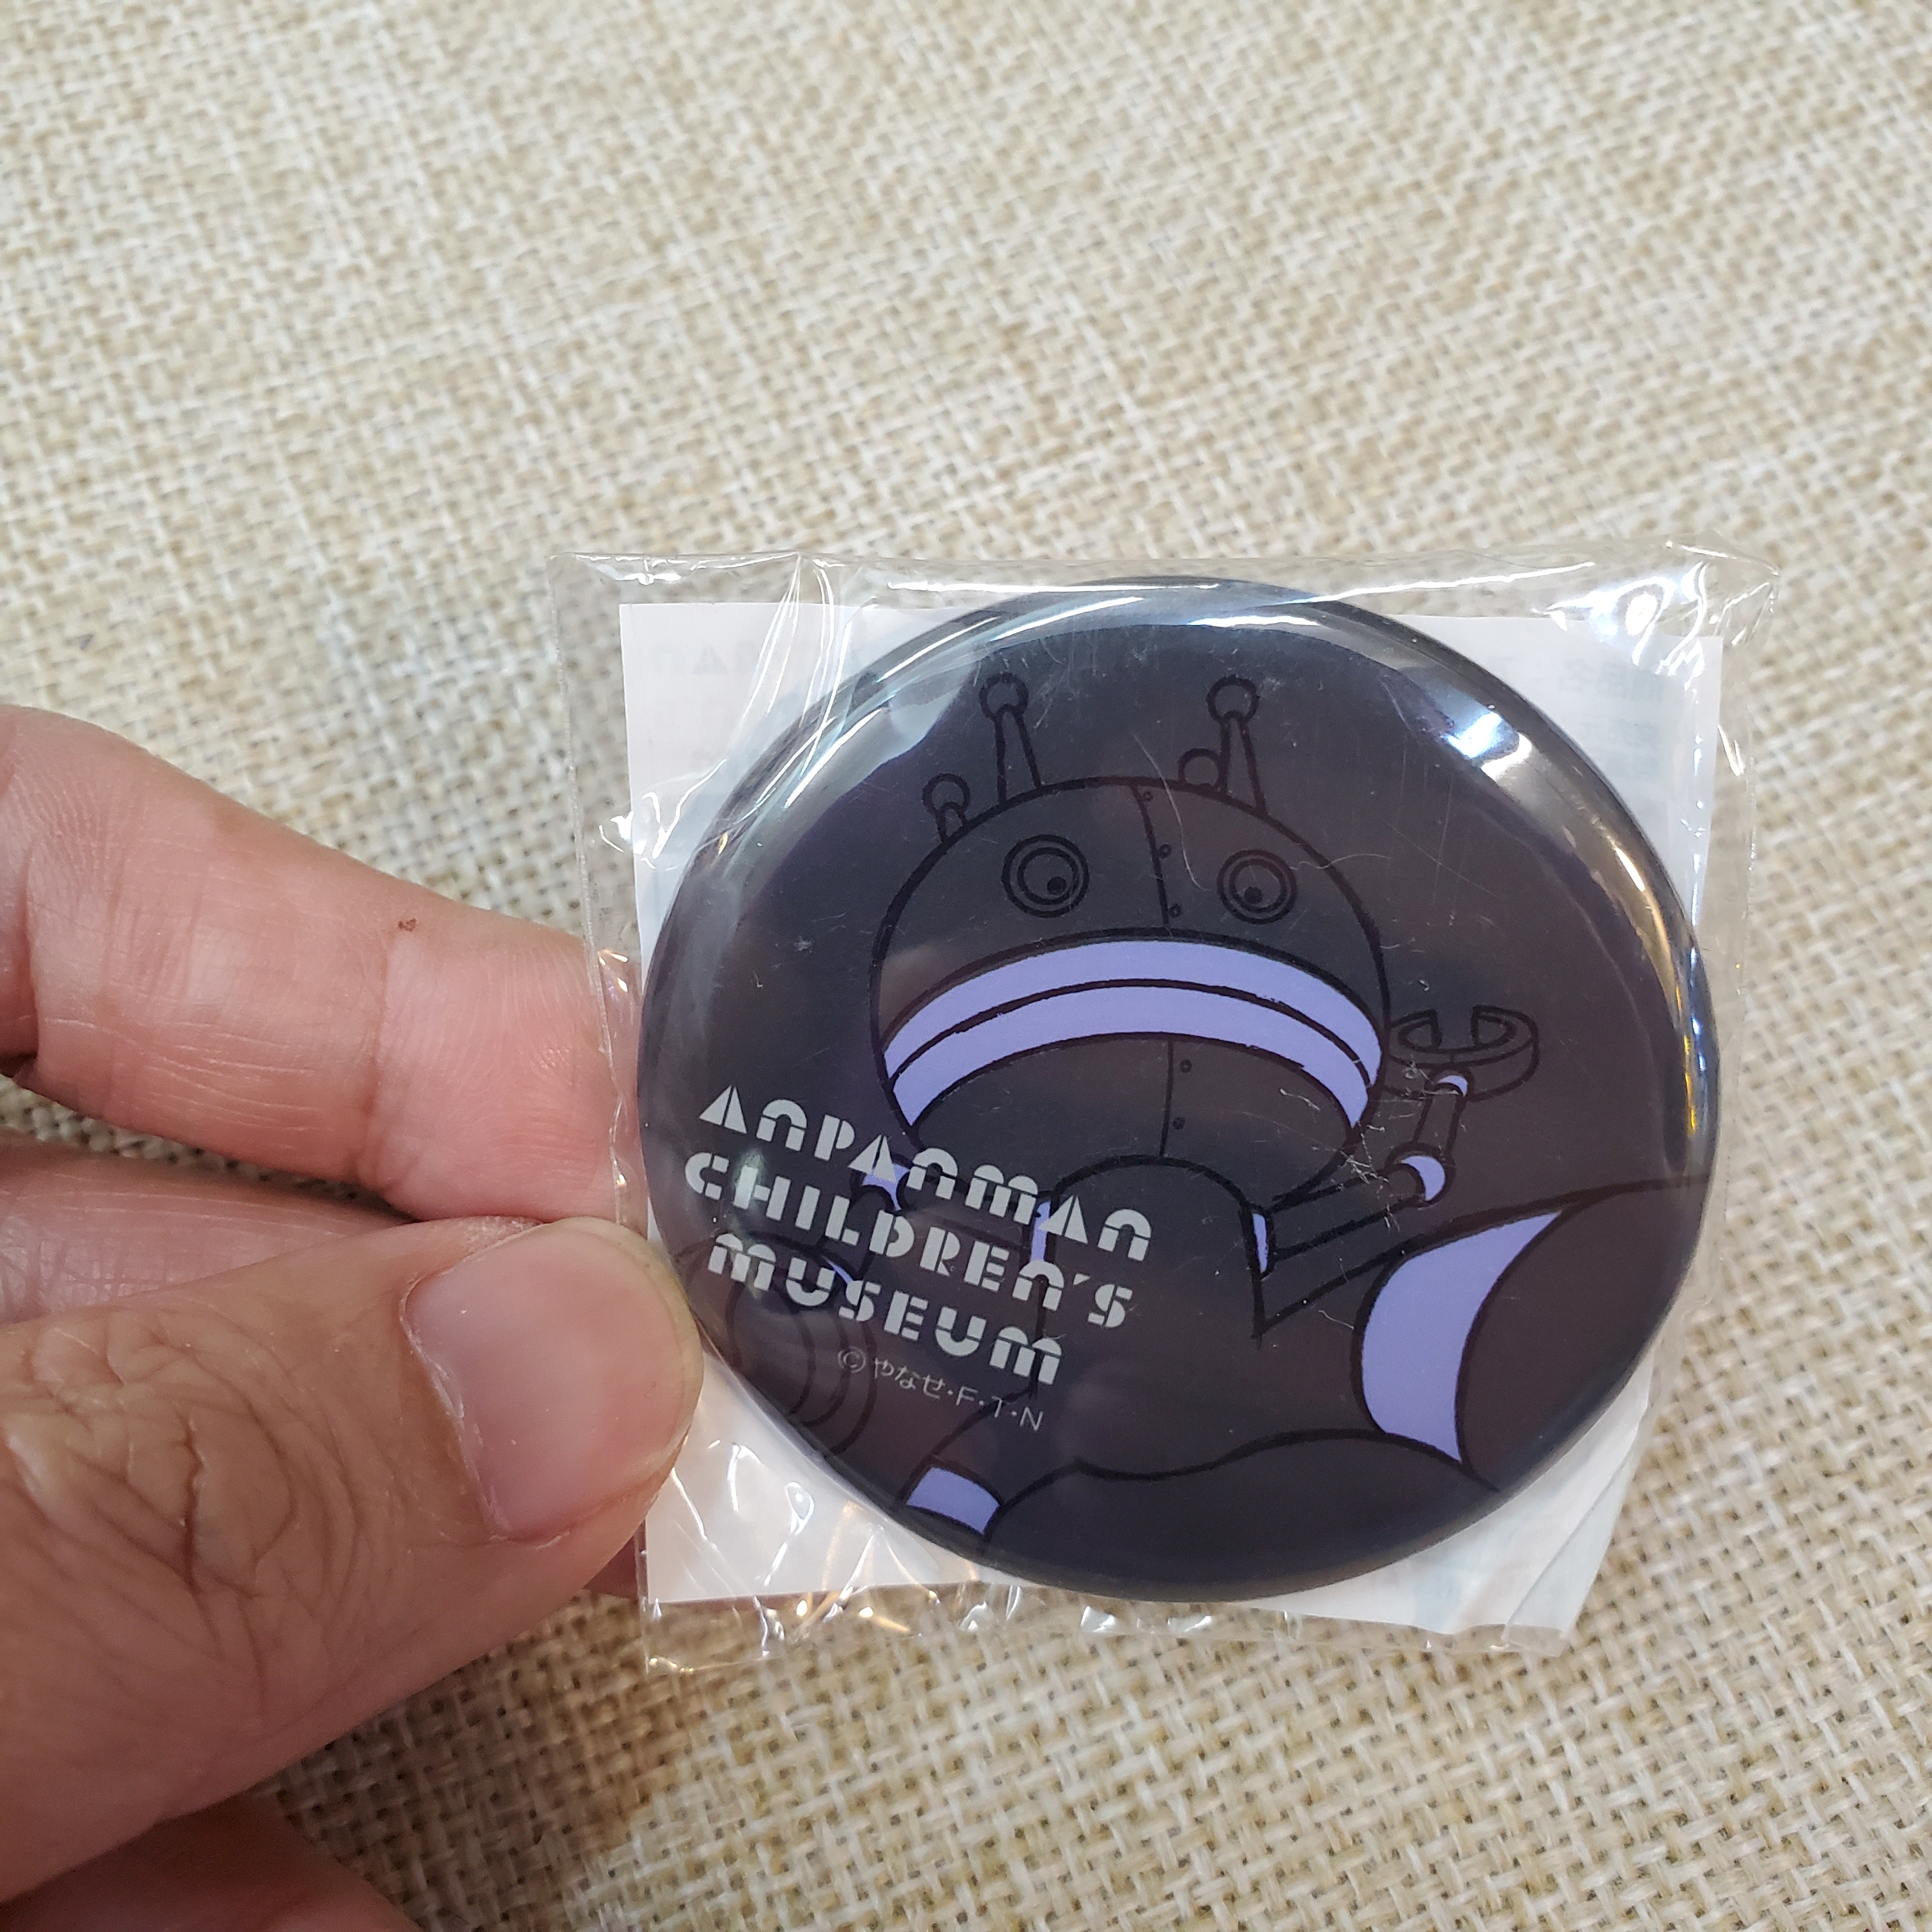 ANPANMAN
CHILDREN'S
MUSEUM
©やなせ・F・T・N